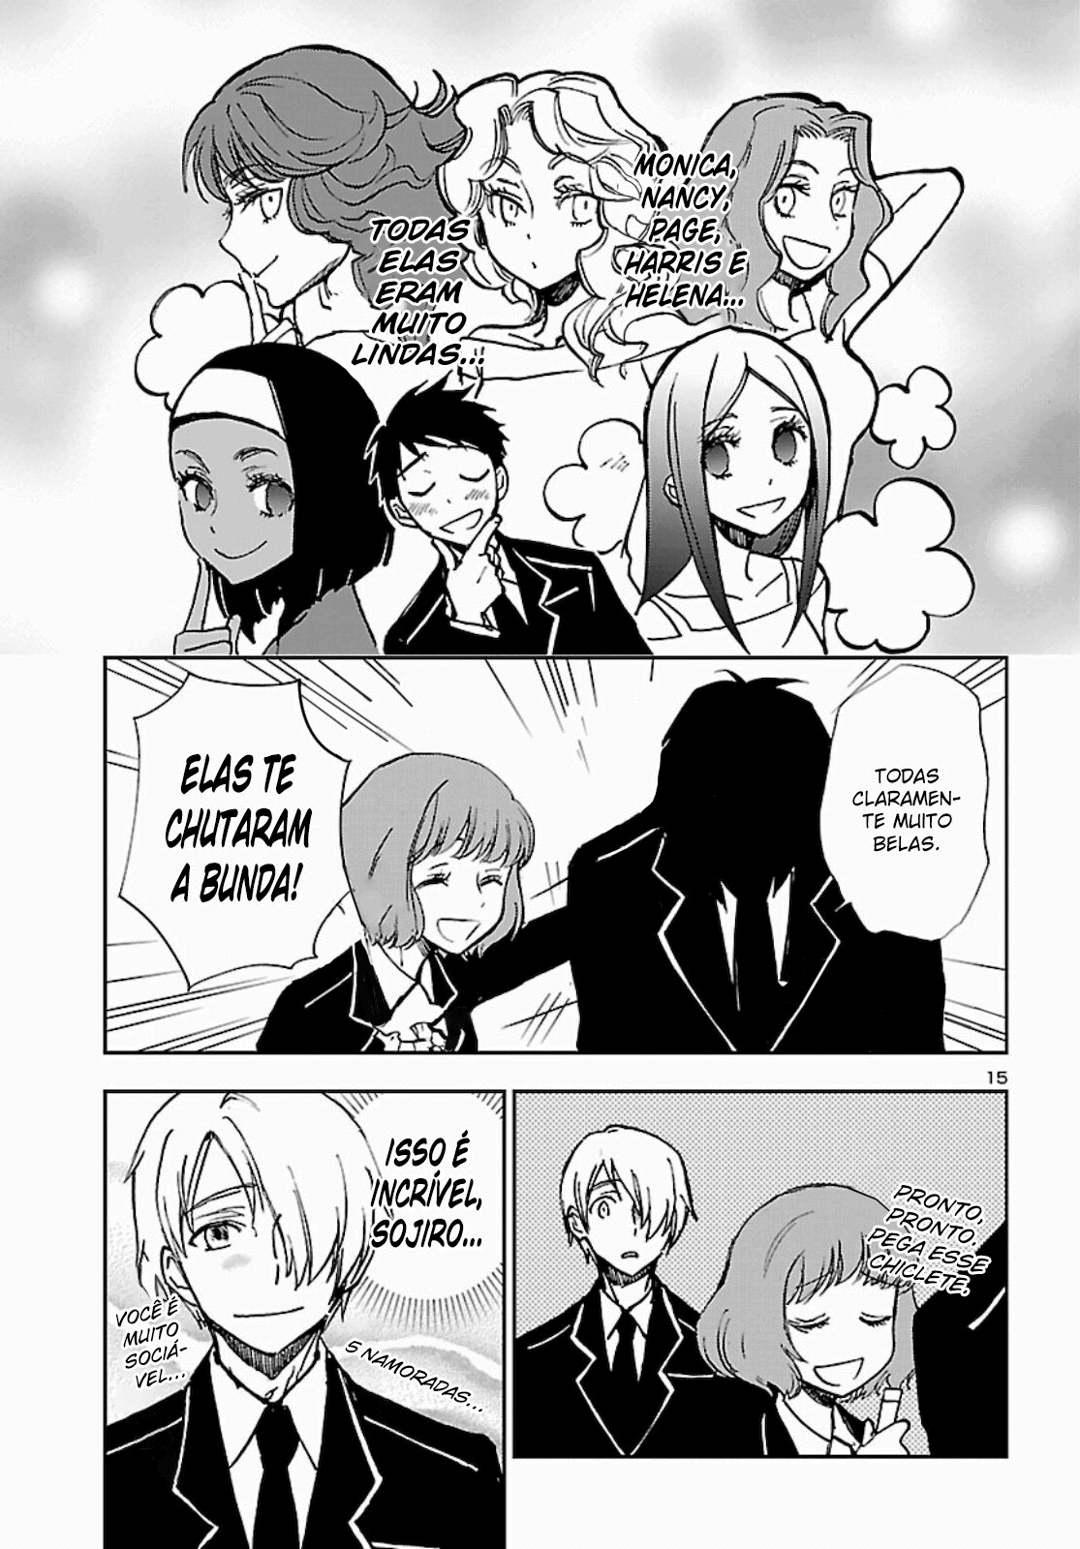 MONICA,
NANCY,
PAGE,
HARRIS E
HELENA...
TODAS
ELAS
ERAM
MUITO
LINDAS...
TODAS
CLARAMEN-
TE MUITO
BELAS.
ELAS TE
CHUTARAM
A BUNDA!
15
PRONTO,
PRONTO.
PEGA ESSE
CHICLETE.
ISSO É
INCRÍVEL,
SOJIRO...
5 NAMORADAS...
VOCÊ É
MUITO
SOCIÁ-
VEL...